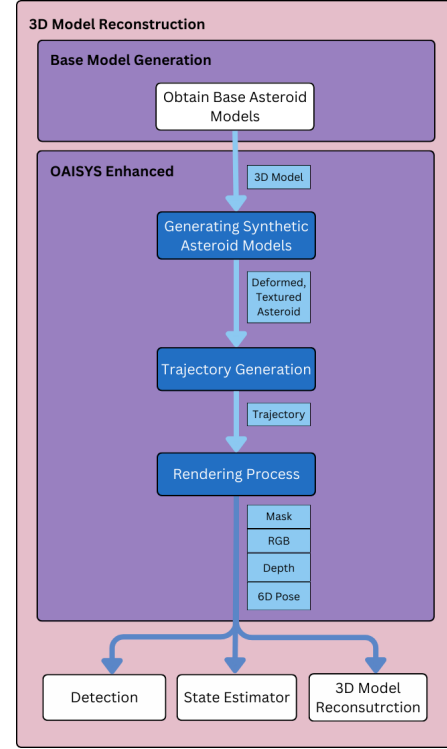 3D Model Reconstruction
Base Model Generation
Obtain Base Asteroid
Models
OAISYS Enhanced
3D Model
Generating Synthetic
Asteroid Models
Deformed,
Textured
Asteroid
Trajectory Generation
Trajectory
Rendering Process
Mask
RGB
Depth
6D Pose
Detection
State Estimator
3D Model
Reconsutrction